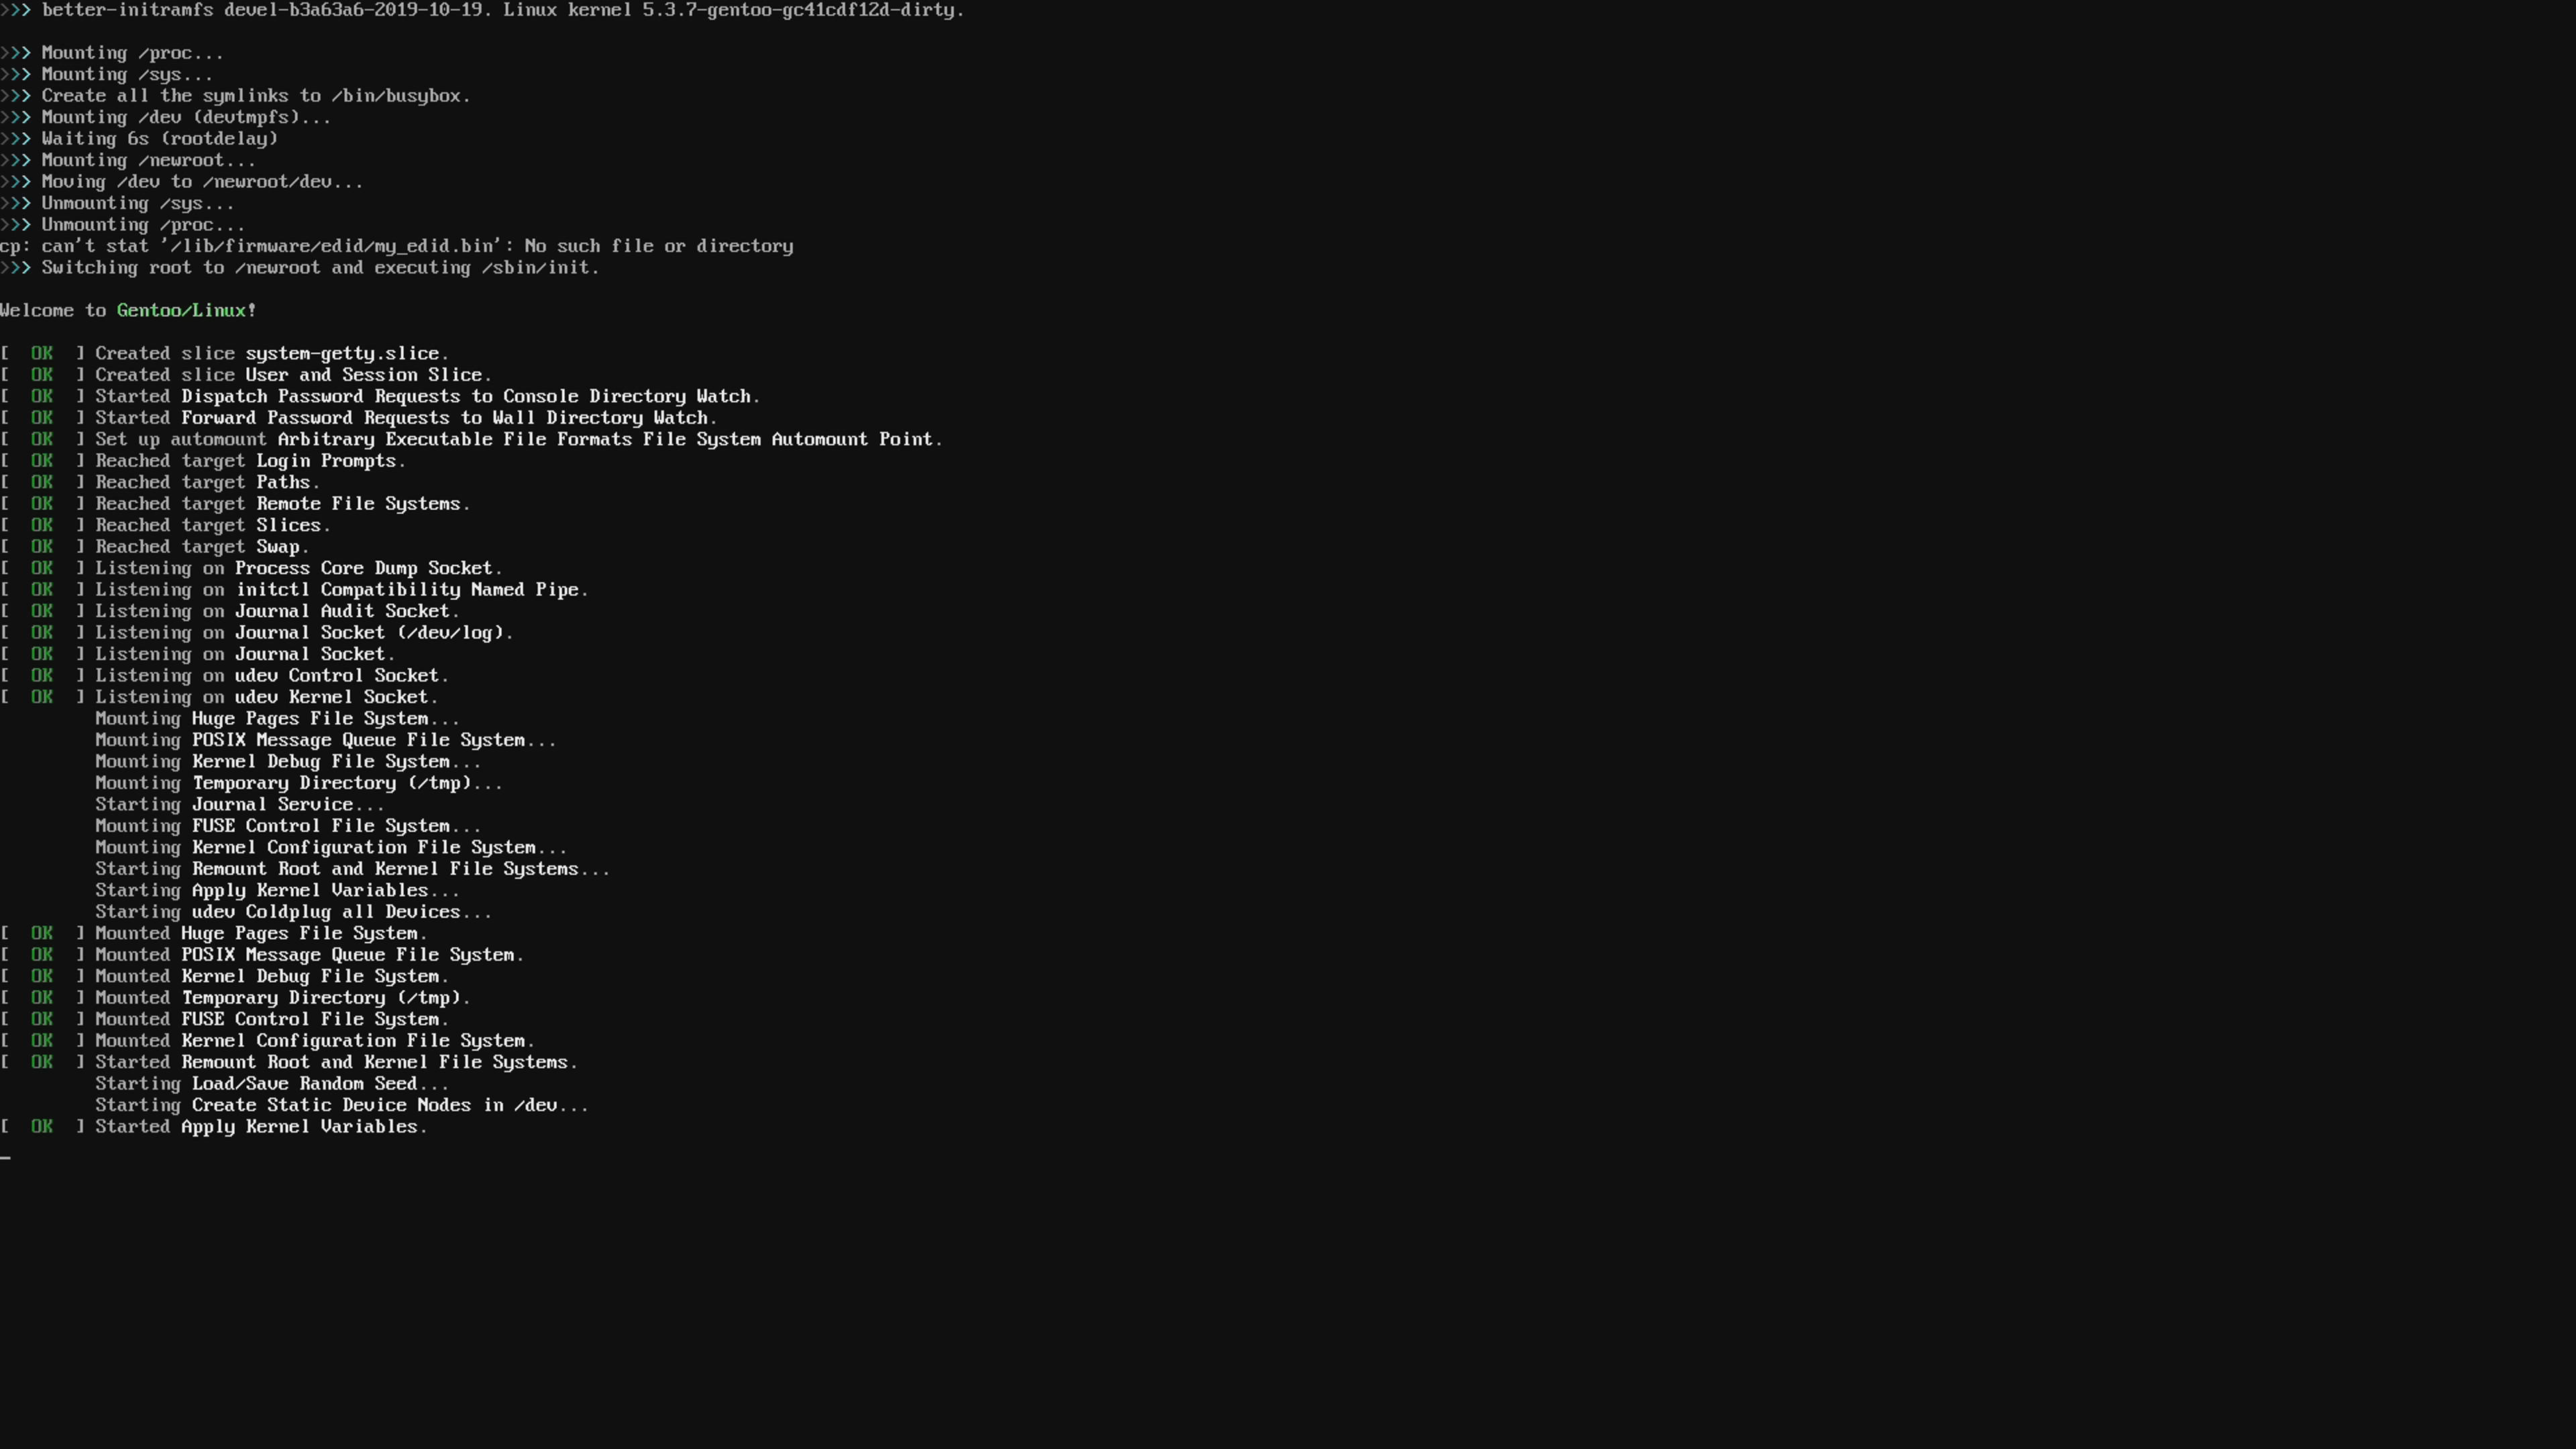 >>> better-initramfs devel-b3a63a6-2019-10-19. Linux kernel 5.3.7-gentoo-gc41cdf12d-dirty.
>>> Mounting /proc...
>>> Mounting /sys...
>>> Create all the symlinks to /bin/busybox.
>>> Mounting /dev (devtmpfs)...
>>> Waiting 6s (rootdelay)
>>> Mounting /newroot...
>>> Moving /dev to /newroot/dev...
>>> Unmounting /sys...
>>> Unmounting /proc...
cp: can't stat '/lib/firmware/edid/my_edid.bin': No such file or directory
>>> Switching root to /newroot and executing /sbin/init.
Welcome to Gentoo/Linux!
[  OK  ] Created slice system-getty.slice.
[  OK  ] Created slice User and Session Slice.
[  OK  ] Started Dispatch Password Requests to Console Directory Watch.
[  OK  ] Started Forward Password Requests to Wall Directory Watch.
[  OK  ] Set up automount Arbitrary Executable File Formats File System Automount Point.
[  OK  ] Reached target Login Prompts.
[  OK  ] Reached target Paths.
[  OK  ] Reached target Remote File Systems.
[  OK  ] Reached target Slices.
[  OK  ] Reached target Swap.
[  OK  ] Listening on Process Core Dump Socket.
[  OK  ] Listening on initctl Compatibility Named Pipe.
[  OK  ] Listening on Journal Audit Socket.
[  OK  ] Listening on Journal Socket (/dev/log).
[  OK  ] Listening on Journal Socket.
[  OK  ] Listening on udev Control Socket.
[  OK  ] Listening on udev Kernel Socket.
Mounting Huge Pages File System...
Mounting POSIX Message Queue File System...
Mounting Kernel Debug File System...
Mounting Temporary Directory (/tmp)...
Starting Journal Service...
Mounting FUSE Control File System...
Mounting Kernel Configuration File System...
Starting Remount Root and Kernel File Systems...
Starting Apply Kernel Variables...
Starting udev Coldplug all Devices...
[  OK  ] Mounted Huge Pages File System.
[  OK  ] Mounted POSIX Message Queue File System.
[  OK  ] Mounted Kernel Debug File System.
[  OK  ] Mounted Temporary Directory (/tmp).
[  OK  ] Mounted FUSE Control File System.
[  OK  ] Mounted Kernel Configuration File System.
[  OK  ] Started Remount Root and Kernel File Systems.
Starting Load/Save Random Seed...
Starting Create Static Device Nodes in /dev...
[  OK  ] Started Apply Kernel Variables.